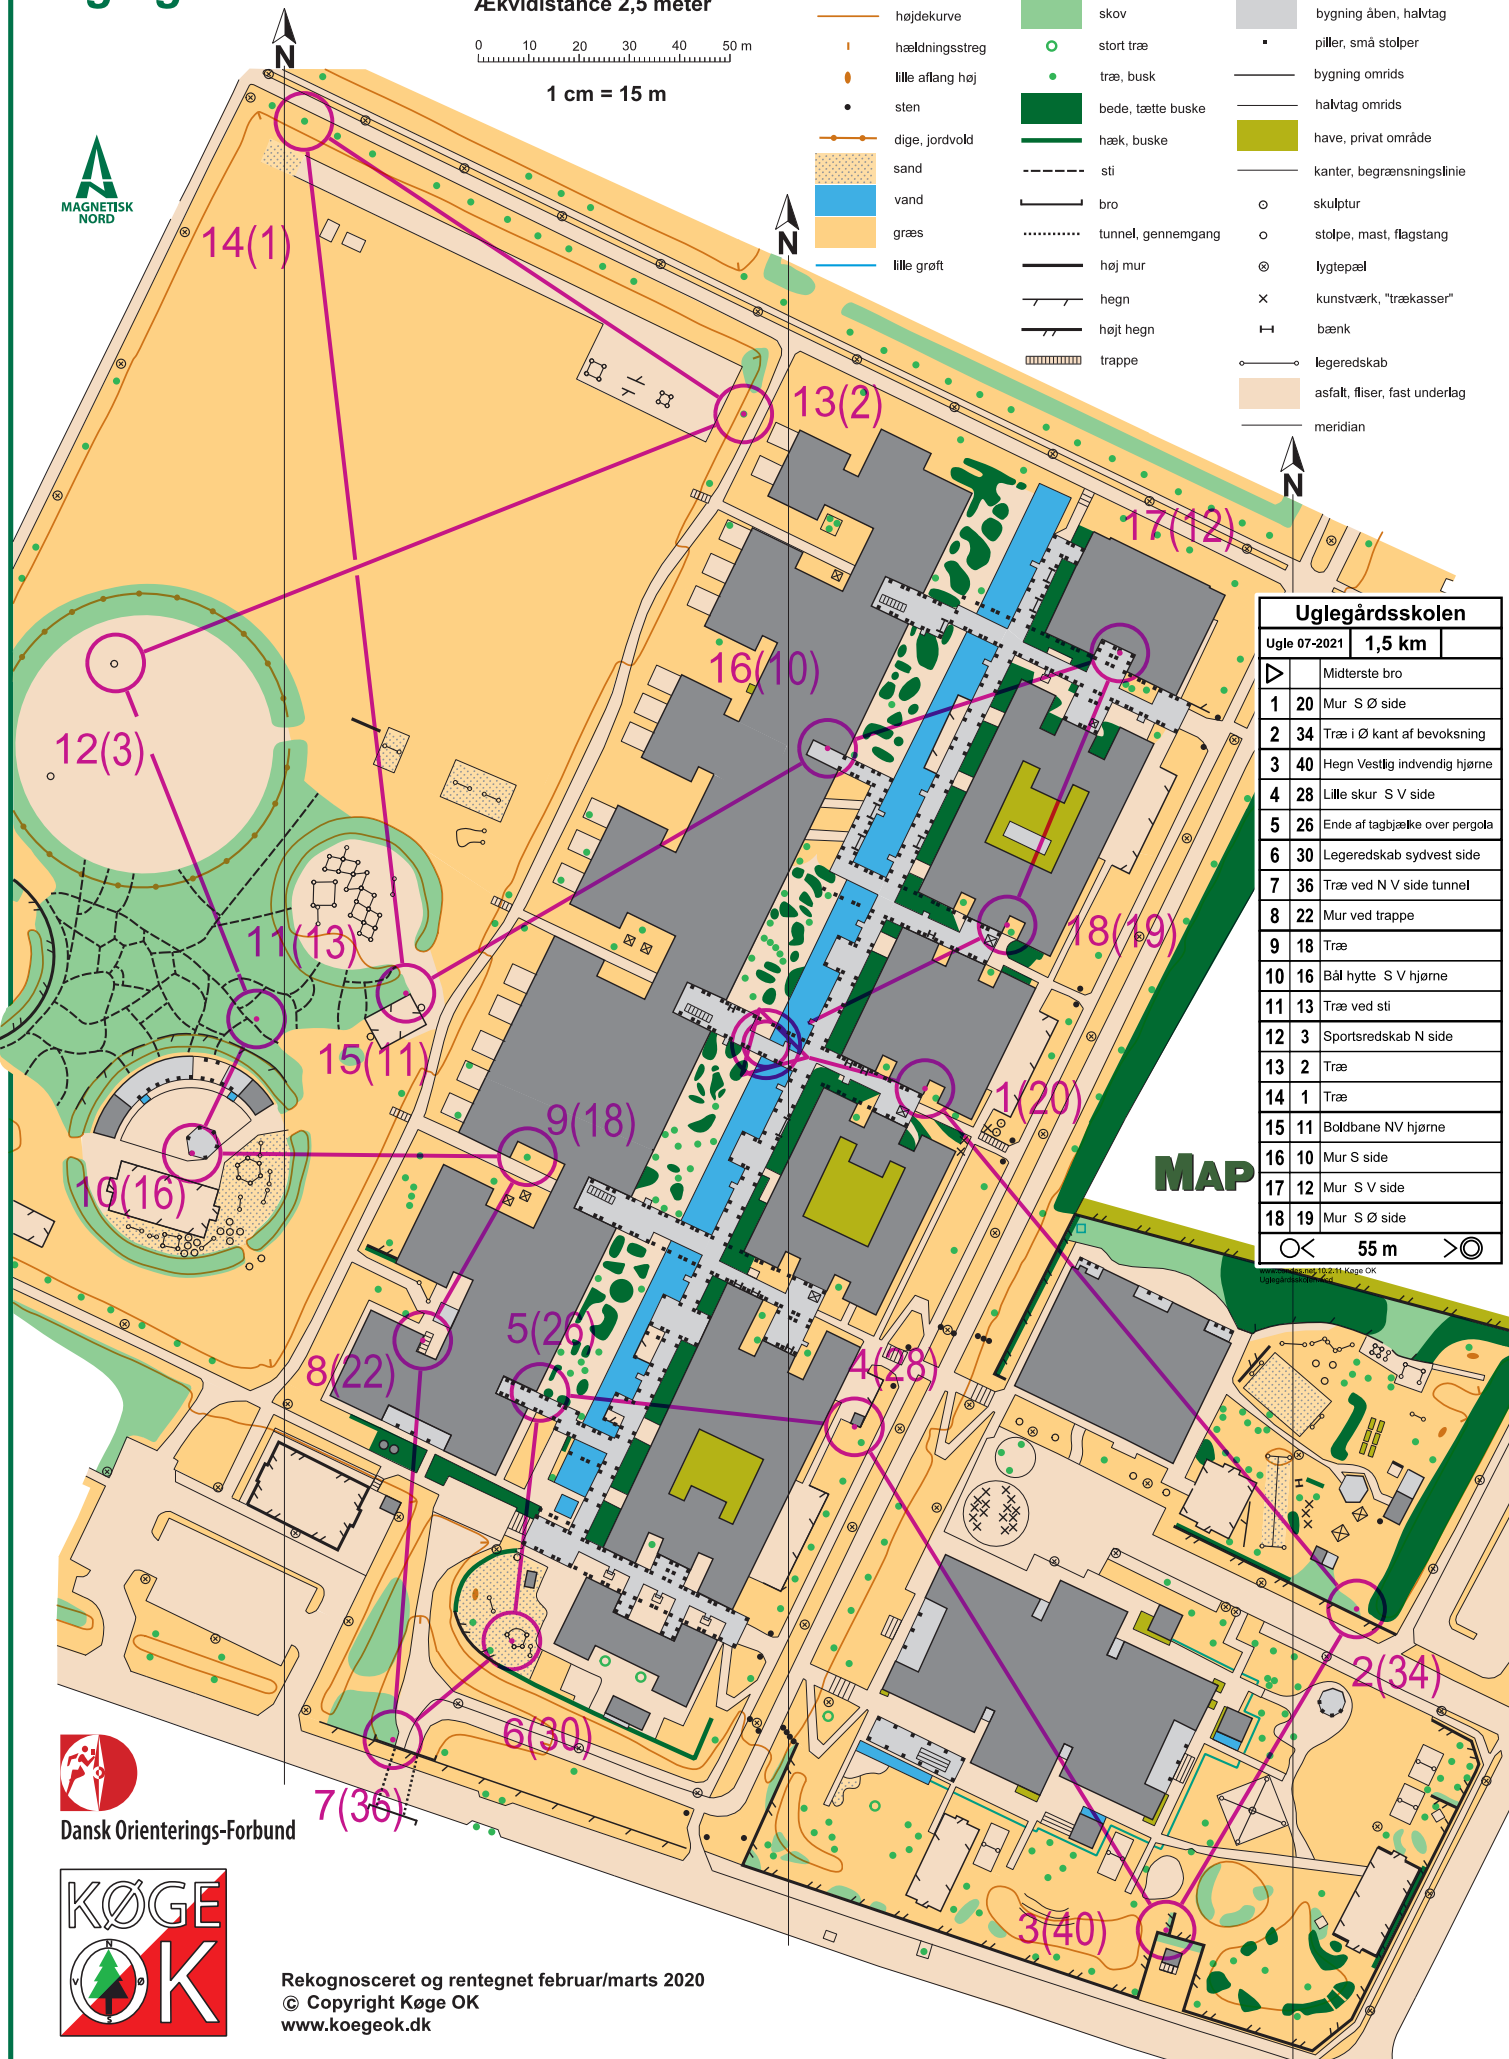 Ækvidistance 2,5 meter
0 10 20 30 40 50 m
1 cm = 15 m
N
MAGNETISK
NORD
N
N
højdekurve
hældningsstreg
lille aflang høj
sten
dige, jordvold
sand
vand
græs
lille grøft
skov
stort træ
træ, busk
bede, tætte buske
hæk, buske
sti
bro
tunnel, gennemgang
høj mur
hegn
højt hegn
trappe
bygning åben, halvtag
piller, små stolper
bygning omrids
halvtag omrids
have, privat område
kanter, begrænsningslinie
skulptur
stolpe, mast, flagstang
lygtepæl
kunstværk, "trækasser"
bænk
legeredskab
asfalt, fliser, fast underlag
meridian
14(1)
13(2)
17(12)
16(10)
12(3)
11(13)
18(19)
15(11)
1(20)
9(18)
10(16)
5(26)
8(22)
4(28)
2(34)
6(30)
7(36)
3(40)
MAP
Uglegårdsskolen
Ugle 07-2021 1,5 km
Midterste bro
1 20 Mur S Ø side
2 34 Træ i Ø kant af bevoksning
3 40 Hegn Vestlig indvendig hjørne
4 28 Lille skur S V side
5 26 Ende af tagbjælke over pergola
6 30 Legeredskab sydvest side
7 36 Træ ved N V side tunnel
8 22 Mur ved trappe
9 18 Træ
10 16 Bål hytte S V hjørne
11 13 Træ ved sti
12 3 Sportsredskab N side
13 2 Træ
14 1 Træ
15 11 Boldbane NV hjørne
16 10 Mur S side
17 12 Mur S V side
18 19 Mur S Ø side
55 m
Dansk Orienterings-Forbund
KØGE
OK
N
V Ø
S
Rekognosceret og rentegnet februar/marts 2020
© Copyright Køge OK
www.koegeok.dk